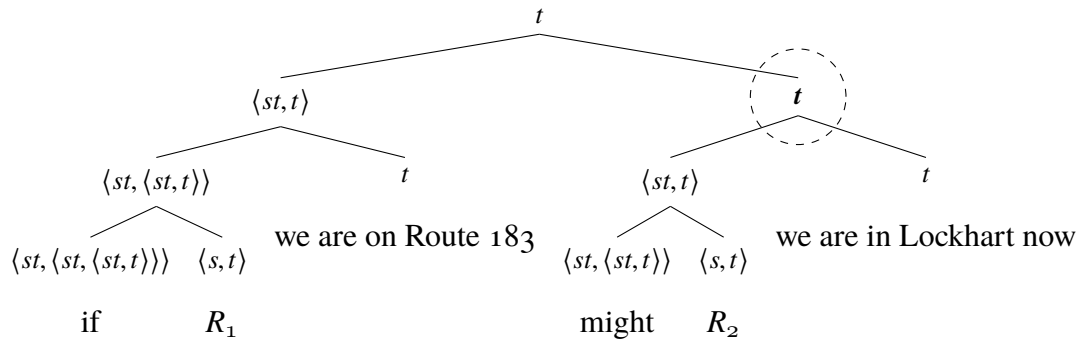 t
⟨st, t⟩ t
⟨st, ⟨st, t⟩⟩ t ⟨st, t⟩ t
we are on Route 183 we are in Lockhart now
⟨st, ⟨st, ⟨st, t⟩⟩⟩ ⟨s, t⟩ ⟨st, ⟨st, t⟩⟩ ⟨s, t⟩
if R₁ might R₂